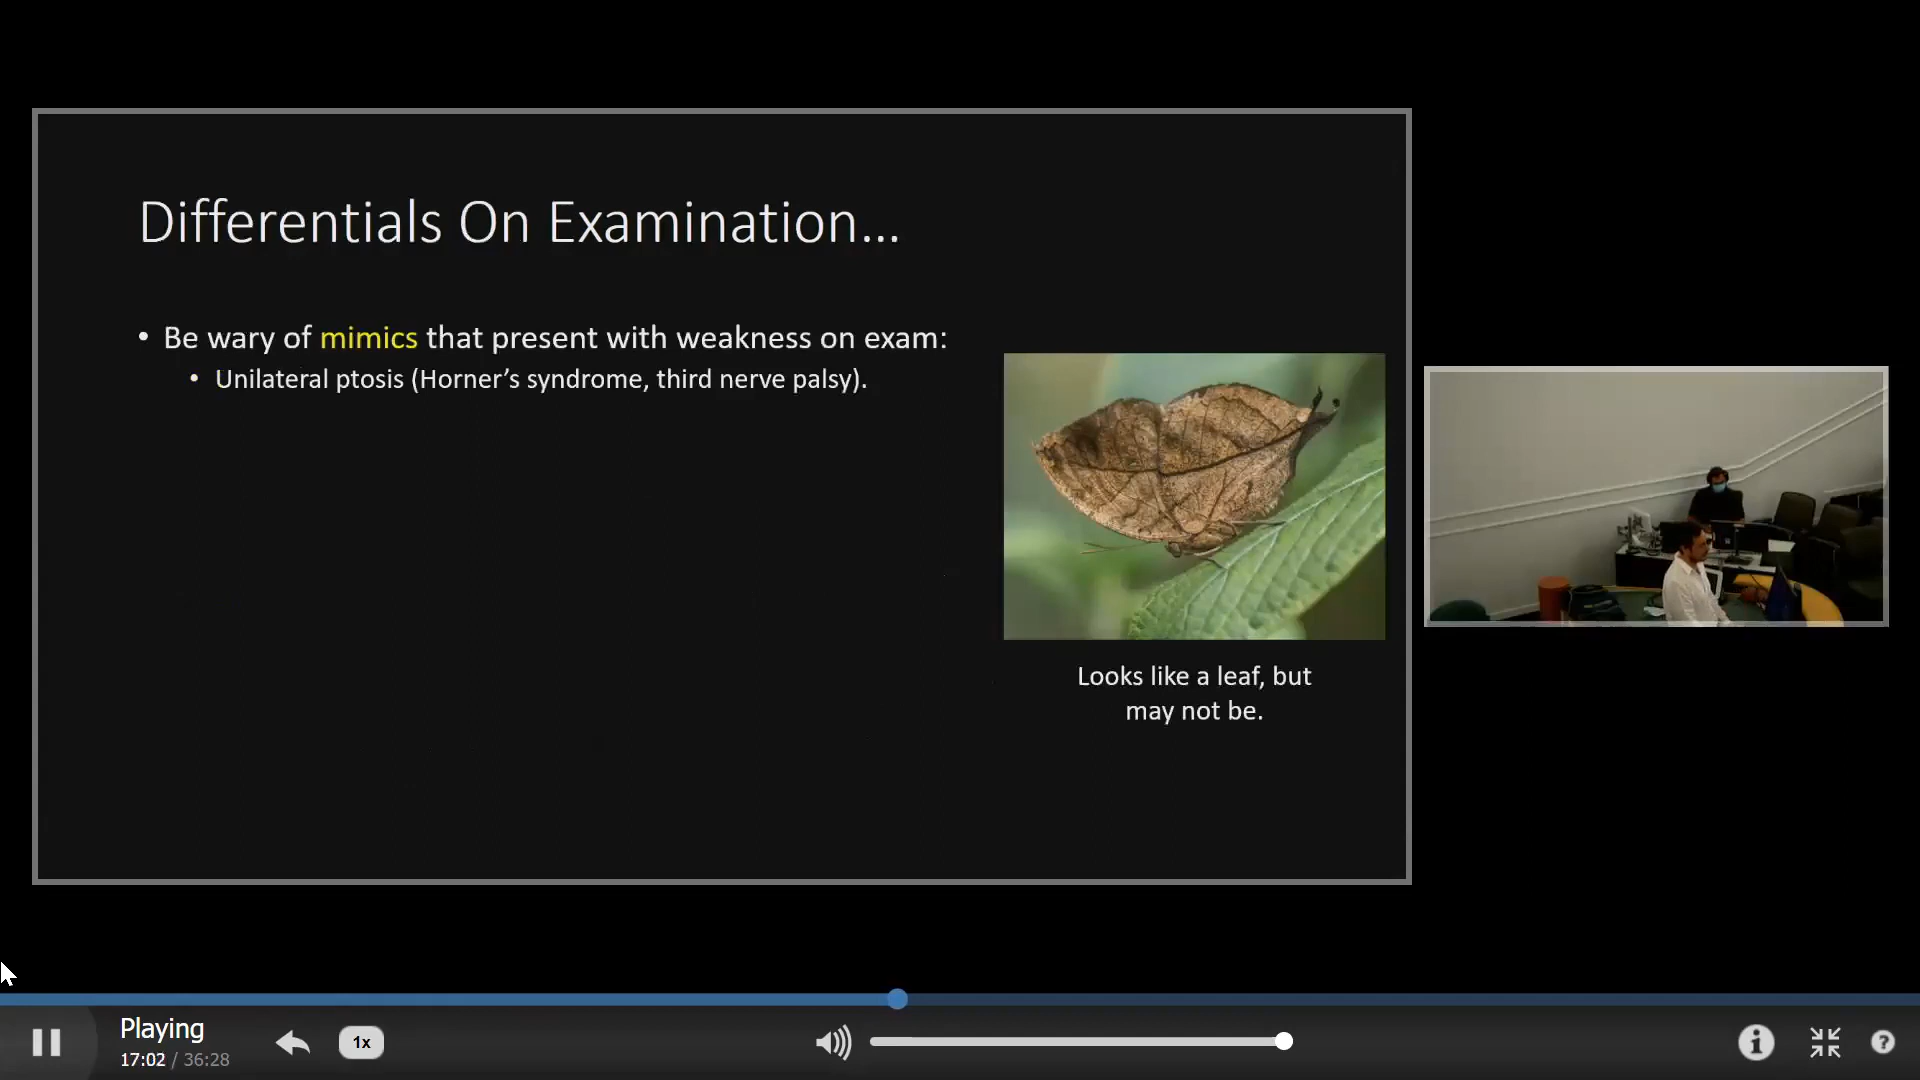 Differentials On Examination...
• Be wary of mimics that present with weakness on exam:
• Unilateral ptosis (Horner’s syndrome, third nerve palsy).
Looks like a leaf, but
may not be.
Playing
17:02 / 36:28
1x